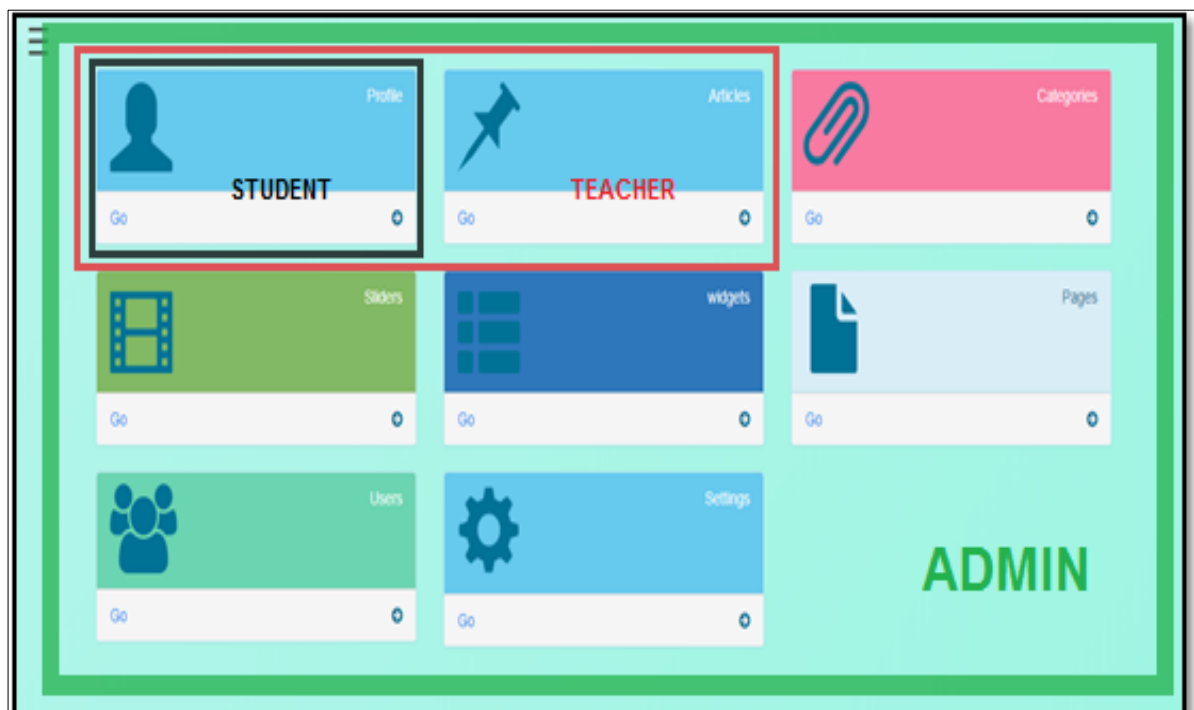 Profile
STUDENT
Go
Articles
TEACHER
Go
Categories
Go
Sliders
Go
widgets
Go
Pages
Go
Users
Go
Settings
Go
ADMIN